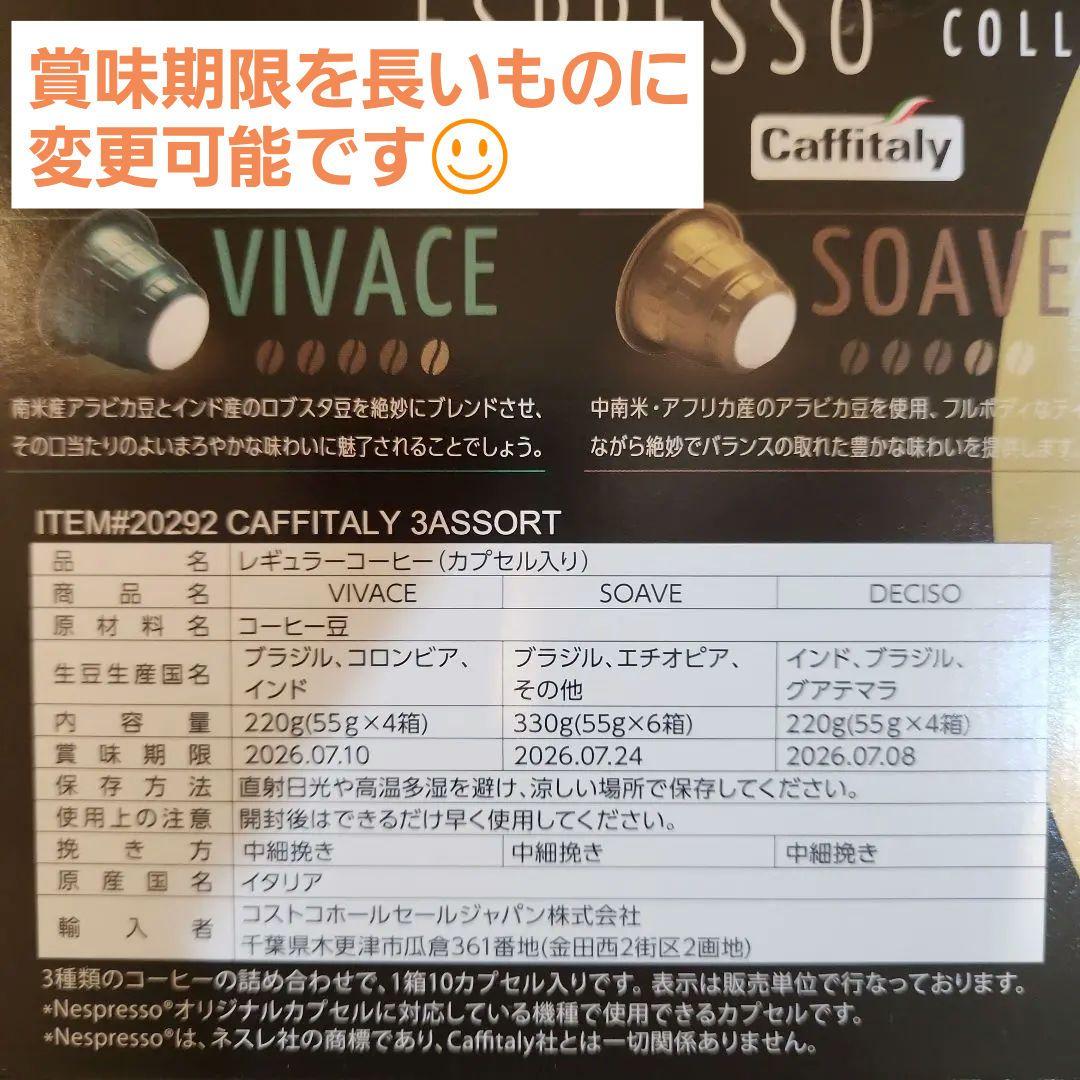 ESPRESSO COLL
賞味期限を長いものに
変更可能です
Caffitaly
VIVACE
SOAVE
南米産アラビカ豆とインド産のロブスタ豆を絶妙にブレンドさせ、
その口当たりのよいまろやかな味わいに魅了されることでしょう。
中南米・アフリカ産のアラビカ豆を使用、フルボディなテイ
ながら絶妙でバランスの取れた豊かな味わいを提供します
ITEM#20292 CAFFITALY 3ASSORT
品名 レギュラーコーヒー(カプセル入り)
商品名 VIVACE SOAVE DECISO
原材料名 コーヒー豆
生豆生産国名 ブラジル、コロンビア、 ブラジル、エチオピア、 インド、ブラジル、
インド その他 グアテマラ
内容量 220g(55g×4箱) 330g(55g×6箱) 220g(55g×4箱)
賞味期限 2026.07.10 2026.07.24 2026.07.08
保存方法 直射日光や高温多湿を避け、涼しい場所で保存してください。
使用上の注意 開封後はできるだけ早く使用してください。
挽き方 中細挽き 中細挽き 中細挽き
原産国名 イタリア
輸入者 コストコホールセールジャパン株式会社
千葉県木更津市瓜倉361番地(金田西2街区2画地)
3種類のコーヒーの詰め合わせで、1箱10カプセル入りです。表示は販売単位で行なっております。
*Nespresso®オリジナルカプセルに対応している機種で使用できるカプセルです。
*Nespresso®は、ネスレ社の商標であり、Caffitaly社とは一切関係ありません。